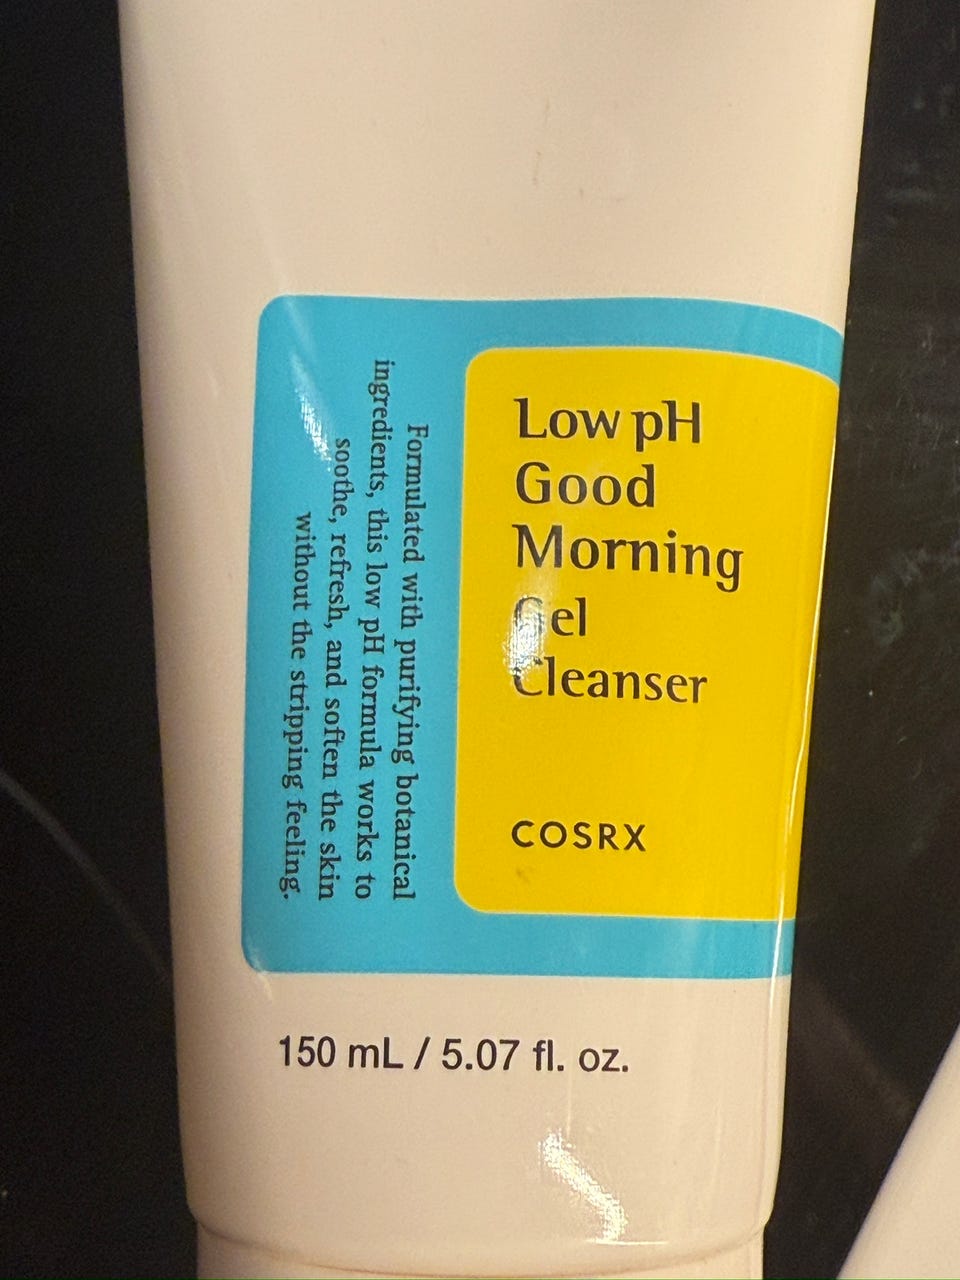 Low pH
Good
Morning
Gel
Cleanser
COSRX
Formulated with purifying botanical
ingredients, this low pH formula works to
soothe, refresh, and soften the skin
without the stripping feeling.
150 mL / 5.07 fl. oz.